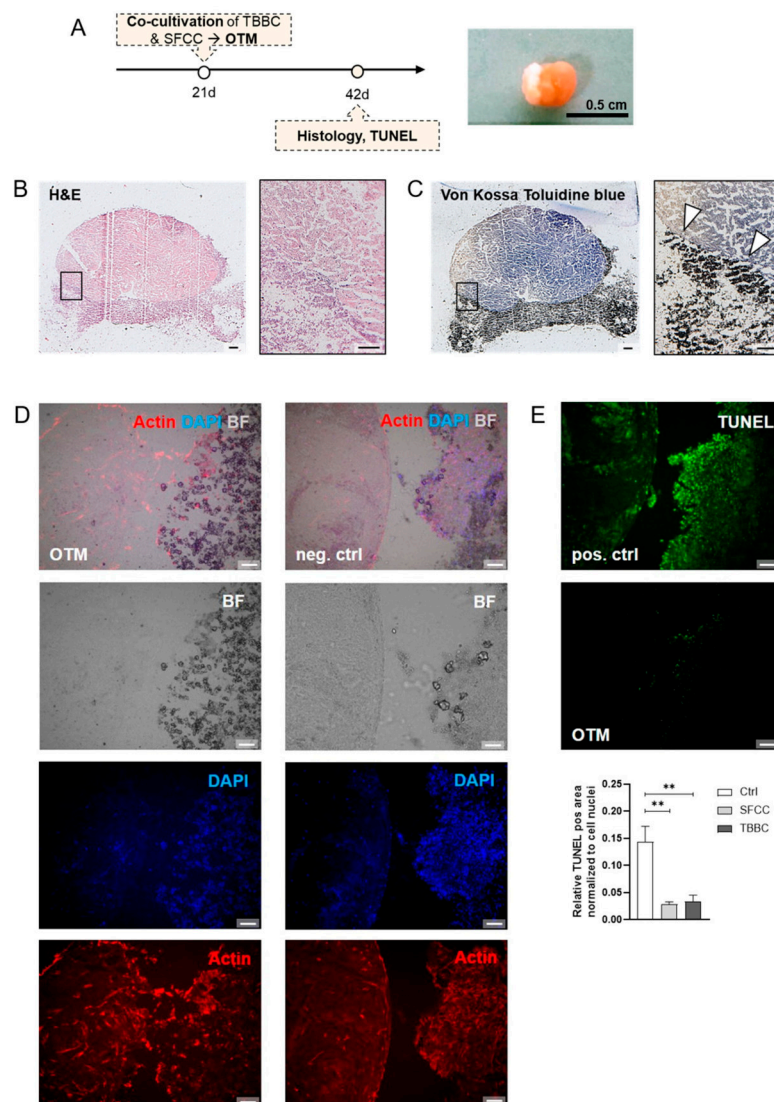 A
Co-cultivation of TBBC
& SFCC → OTM
21d
42d
Histology, TUNEL
0.5 cm
B
H&E
C
Von Kossa Toluidine blue
D
Actin DAPI BF
OTM
Actin DAPI BF
neg. ctrl
BF
BF
DAPI
DAPI
Actin
Actin
E
TUNEL
pos. ctrl
OTM
Relative TUNEL pos area
normalized to cell nuclei
0.25
0.20
0.15
0.10
0.05
0.00
**
**
Ctrl
SFCC
TBBC